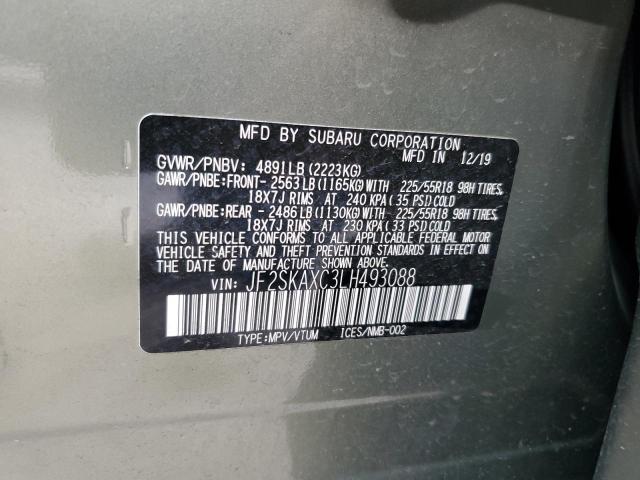 MFD BY SUBARU CORPORATION
MFD IN 12/19
GVWR/PNBV: 4891LB(2223KG)
GAWR/PNBE:FRONT- 2563LB(1165KG)WITH 225/55R18 98H TIRES,
18X7J RIMS AT 240 KPA( 35 PSI)COLD
GAWR/PNBE:REAR - 2486LB(1130KG)WITH 225/55R18 98H TIRES,
18X7J RIMS AT 230 KPA( 33 PSI)COLD
THIS VEHICLE CONFORMS TO ALL APPLICABLE FEDERAL MOTOR
VEHICLE SAFETY AND THEFT PREVENTION STANDARDS IN EFFECT
ON THE DATE OF MANUFACTURE SHOWN ABOVE.
VIN: JF2SKAXC3LH493088
TYPE:MPV/VTUM ICES/NMB-002